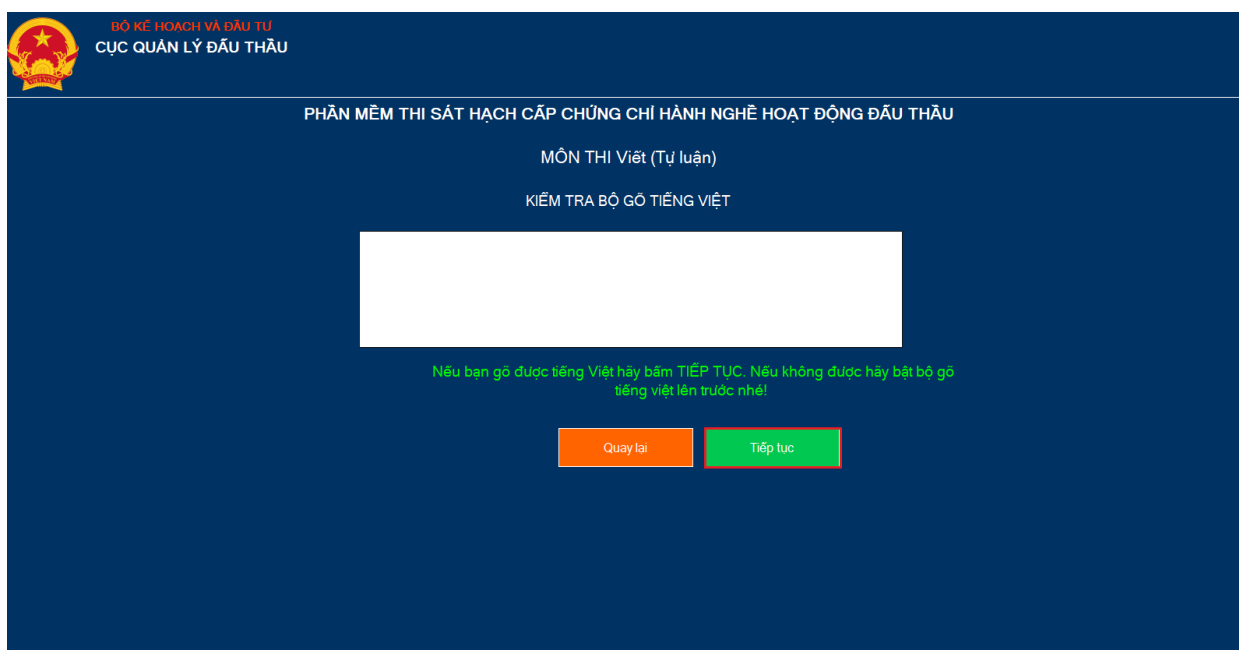 BỘ KẾ HOẠCH VÀ ĐẦU TƯ
CỤC QUẢN LÝ ĐẤU THẦU
VIỆT NAM
PHẦN MỀM THI SÁT HẠCH CẤP CHỨNG CHỈ HÀNH NGHỀ HOẠT ĐỘNG ĐẤU THẦU
MÔN THI Viết (Tự luận)
KIỂM TRA BỘ GÕ TIẾNG VIỆT
Nếu bạn gõ được tiếng Việt hãy bấm TIẾP TỤC. Nếu không được hãy bật bộ gõ
tiếng việt lên trước nhé!
Quay lại
Tiếp tục